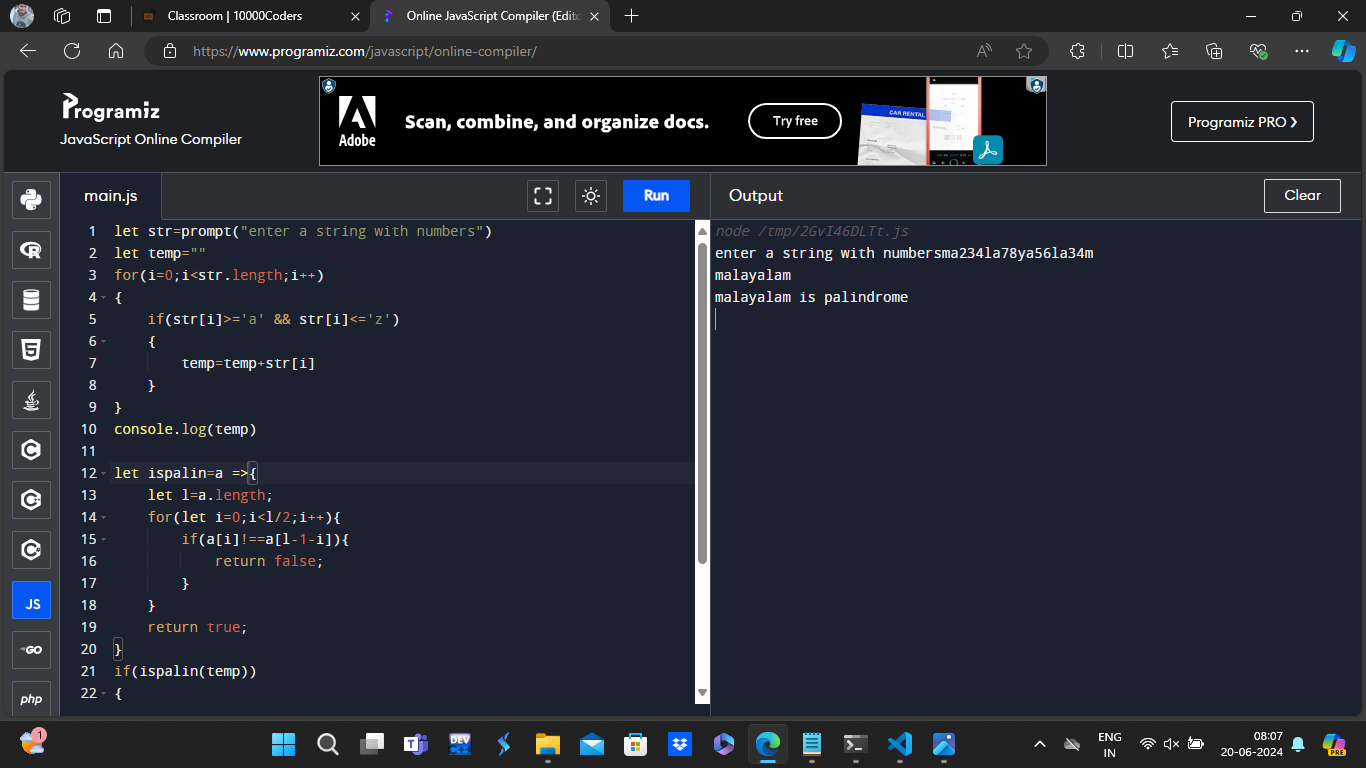 Classroom | 10000Coders
Online JavaScript Compiler (Edito
https://www.programiz.com/javascript/online-compiler/
Programiz
JavaScript Online Compiler
Adobe
Scan, combine, and organize docs.
Try free
CAR RENTAL
Programiz PRO
main.js
Run
Output
Clear
1 let str=prompt("enter a string with numbers")
2 let temp=""
3 for(i=0;i<str.length;i++)
4 {
5     if(str[i]>='a' && str[i]<='z')
6     {
7         temp=temp+str[i]
8     }
9 }
10 console.log(temp)
11
12 let ispalin=a =>{
13     let l=a.length;
14     for(let i=0;i<l/2;i++){
15         if(a[i]!==a[l-1-i]){
16             return false;
17         }
18     }
19     return true;
20 }
21 if(ispalin(temp))
22 {
node /tmp/2GvI46DLTt.js
enter a string with numbersma234la78ya56la34m
malayalam
malayalam is palindrome
JS
GO
php
1
DEV
ENG
IN
08:07
20-06-2024
PRE